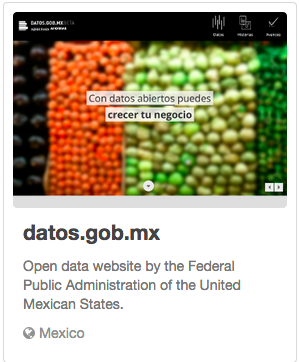 DATOS.GOB.MX BETA
Datos
Historias
Avances
Con datos abiertos puedes
crecer tu negocio
datos.gob.mx
Open data website by the Federal
Public Administration of the United
Mexican States.
Mexico